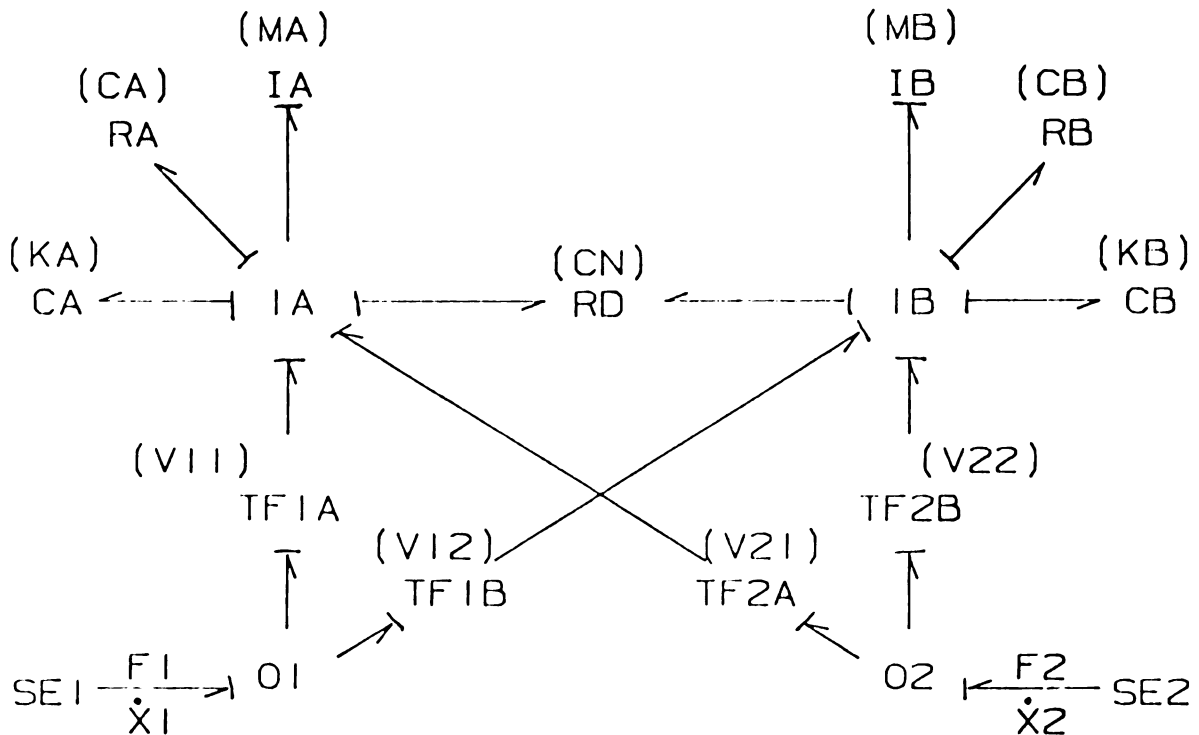 (MA) (MB)
(CA) IA IB (CB)
RA RB
(KA) (CN) (KB)
CA IA RD IB CB
(V11) (V22)
TF1A TF2B
(V12) (V21)
TF1B TF2A
F1 O1 O2 F2
SE1 SE2
Ẋ1 Ẋ2